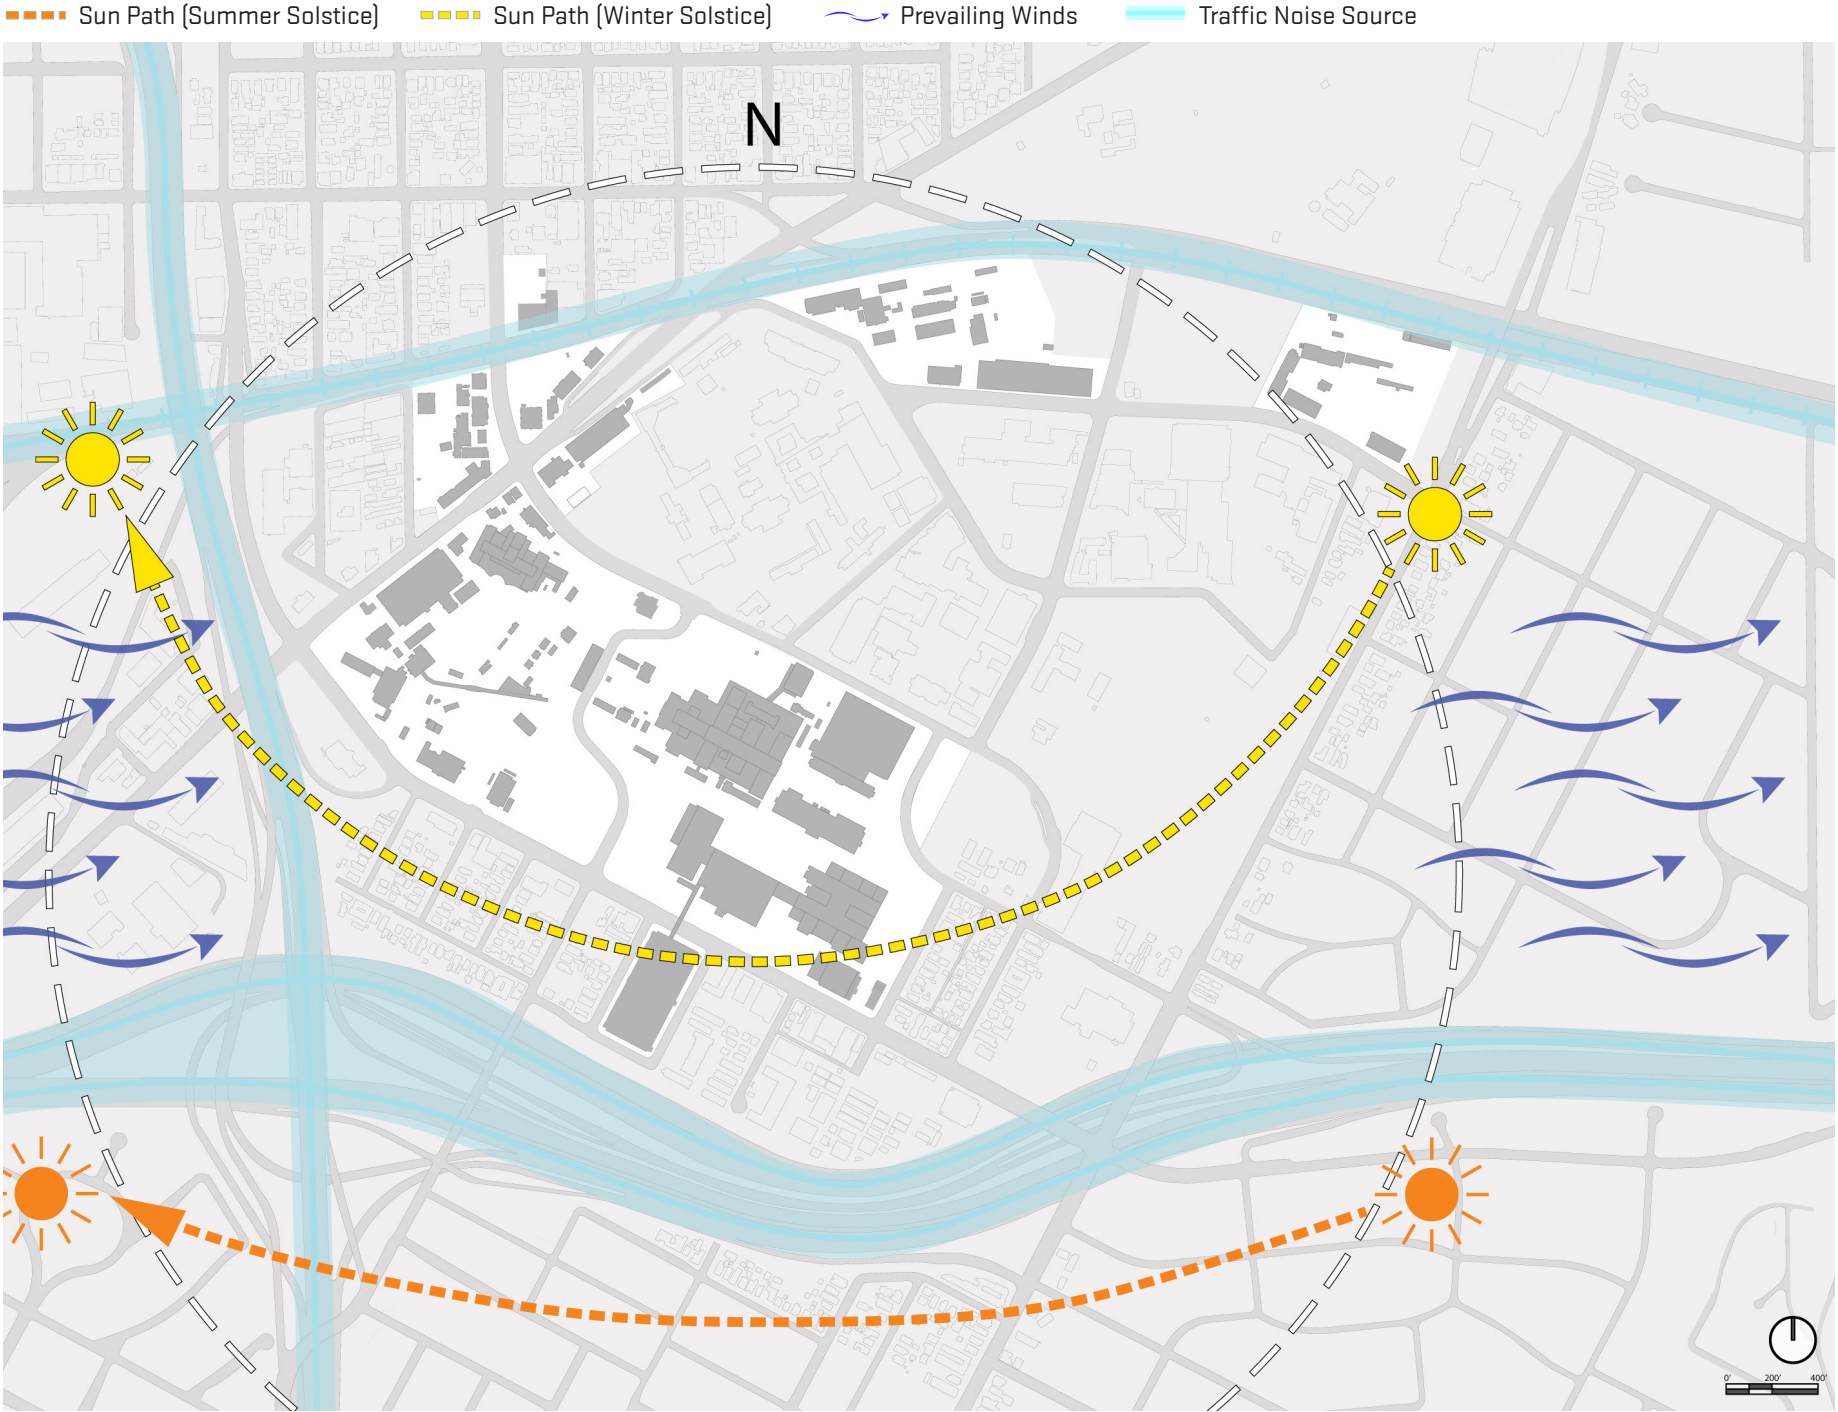 Sun Path (Summer Solstice) Sun Path (Winter Solstice) Prevailing Winds Traffic Noise Source
N
0' 200' 400'